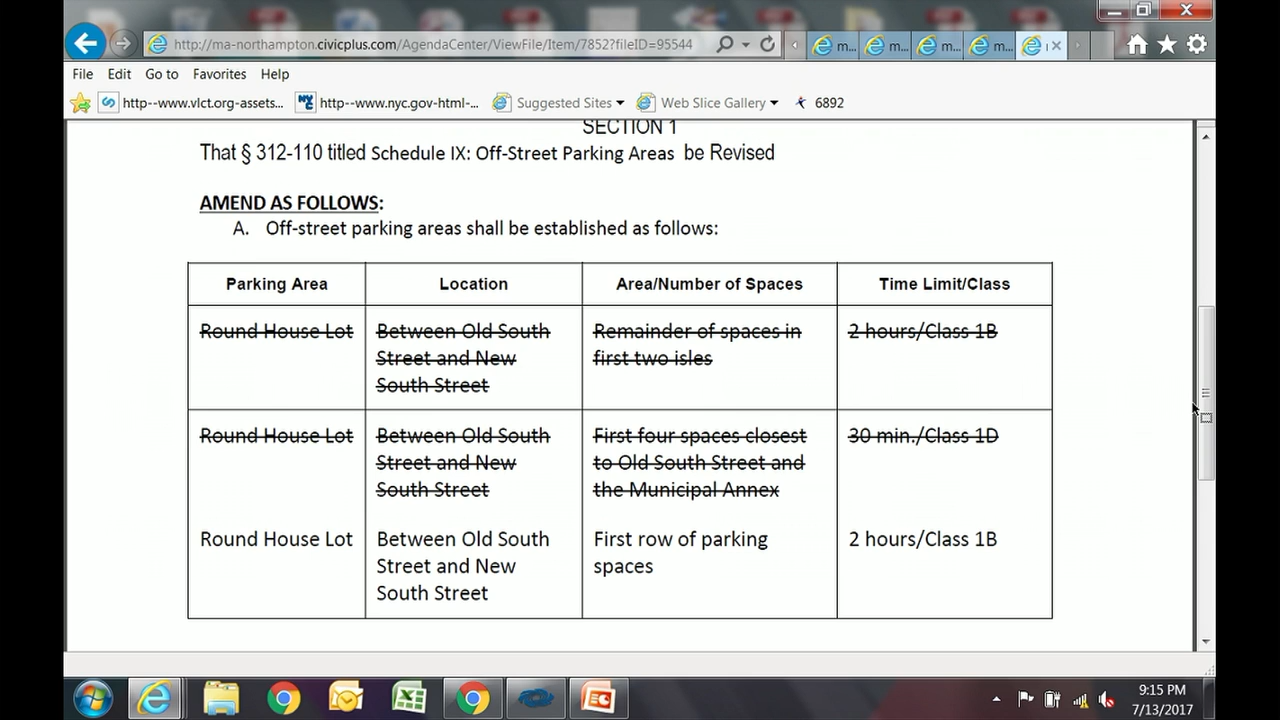 http://ma-northampton.civicplus.com/AgendaCenter/ViewFile/Item/7852?fileID=95544
m... m... m... m...
File Edit Go to Favorites Help
http--www.vlct.org-assets... NYC http--www.nyc.gov-html-... Suggested Sites Web Slice Gallery 6892
SECTION 1
That § 312-110 titled Schedule IX: Off-Street Parking Areas be Revised
AMEND AS FOLLOWS:
A. Off-street parking areas shall be established as follows:
Parking Area Location Area/Number of Spaces Time Limit/Class
Round House Lot Between Old South Remainder of spaces in 2 hours/Class 1B
Street and New first two isles
South Street
Round House Lot Between Old South First four spaces closest 30 min./Class 1D
Street and New to Old South Street and
South Street the Municipal Annex
Round House Lot Between Old South First row of parking 2 hours/Class 1B
Street and New spaces
South Street
9:15 PM
7/13/2017